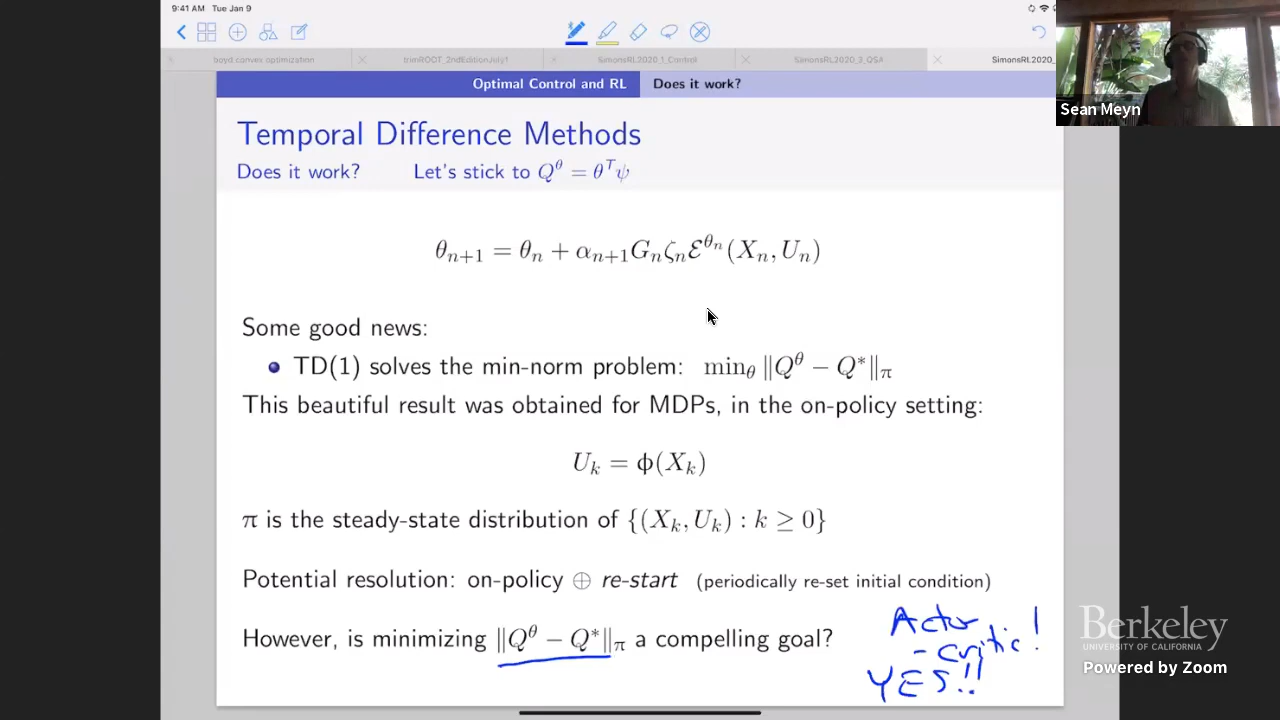 9:41 AM Tue Jan 9
boyd.convex optimization
trimROOT_2ndEditionJuly1
SimonsRL2020_1_Control
SimonsRL2020_3_QSA
SimonsRL2020_
Optimal Control and RL Does it work?
Sean Meyn
Temporal Difference Methods
Does it work? Let's stick to Q^θ = θ^T ψ
θ_{n+1} = θ_n + α_{n+1} G_n ζ_n ℰ^{θ_n} (X_n, U_n)
Some good news:
TD(1) solves the min-norm problem: min_θ ‖Q^θ − Q*‖_π
This beautiful result was obtained for MDPs, in the on-policy setting:
U_k = ϕ(X_k)
π is the steady-state distribution of {(X_k, U_k) : k ≥ 0}
Potential resolution: on-policy ⊕ re-start (periodically re-set initial condition)
However, is minimizing ‖Q^θ − Q*‖_π a compelling goal?
Actor
-critic!
YES!!
Berkeley
UNIVERSITY OF CALIFORNIA
Powered by Zoom